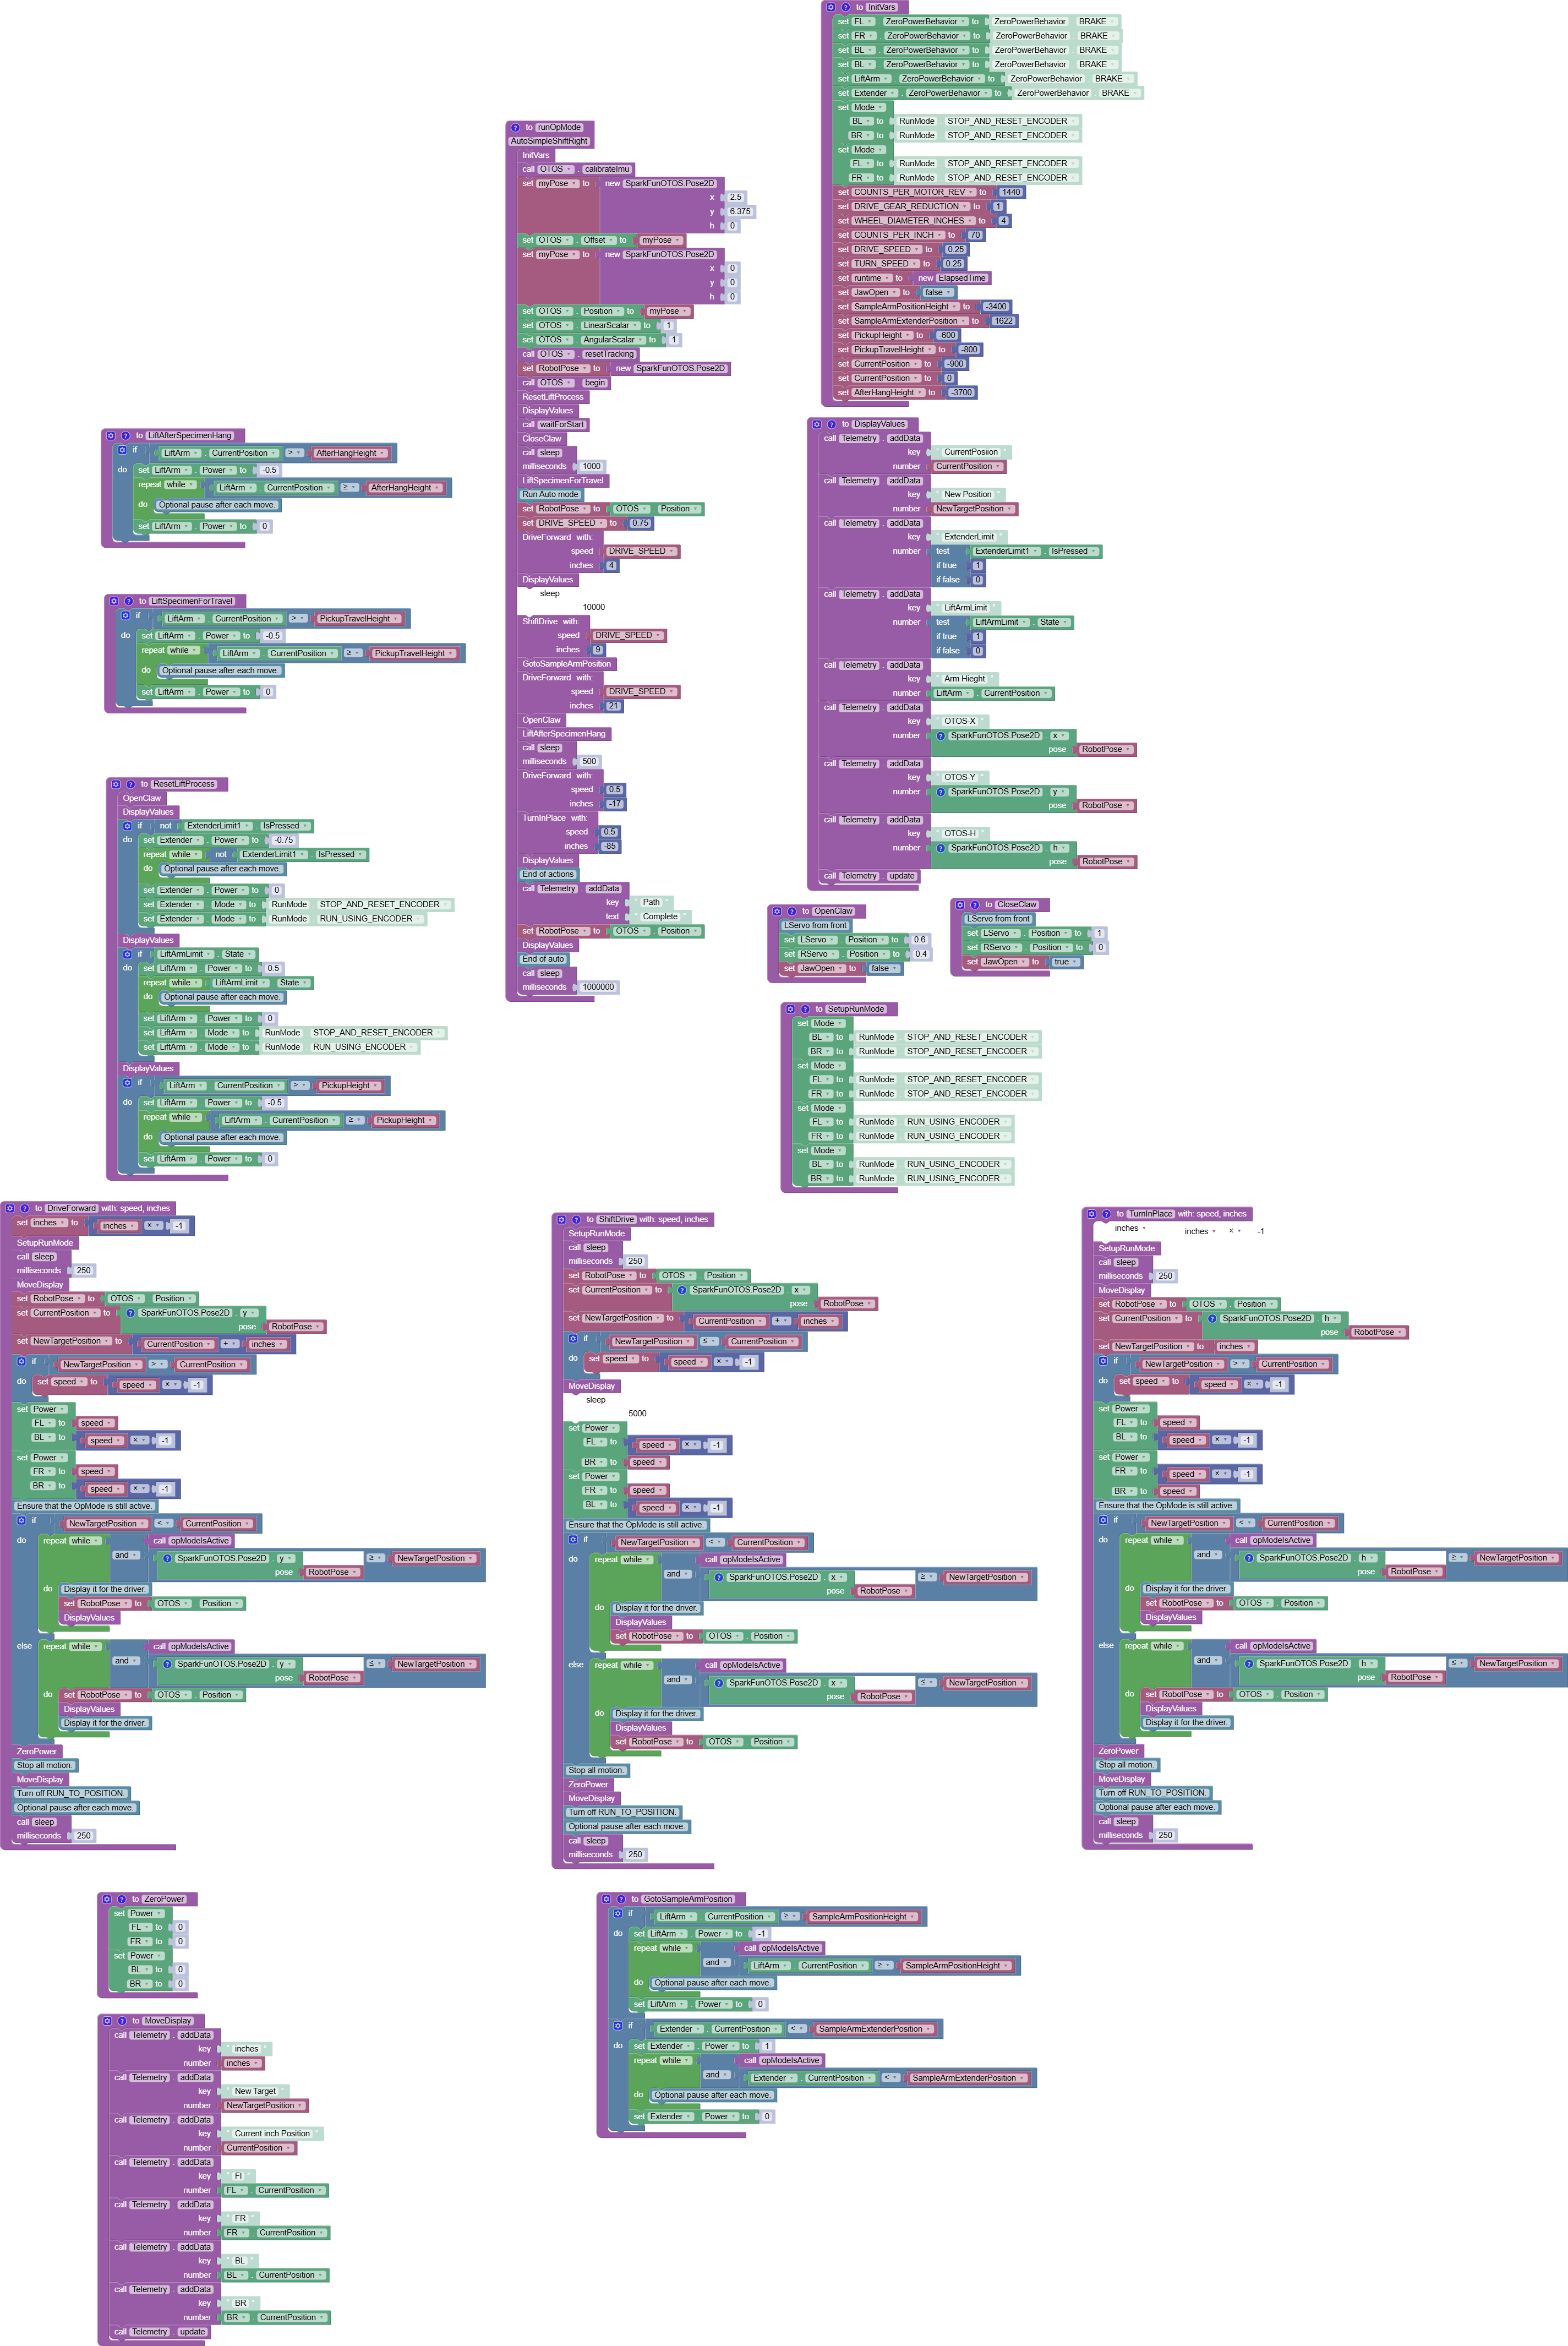 to InitVars
set FL . ZeroPowerBehavior to ZeroPowerBehavior BRAKE
set FR . ZeroPowerBehavior to ZeroPowerBehavior BRAKE
set BL . ZeroPowerBehavior to ZeroPowerBehavior BRAKE
set BL . ZeroPowerBehavior to ZeroPowerBehavior BRAKE
set LiftArm . ZeroPowerBehavior to ZeroPowerBehavior BRAKE
set Extender . ZeroPowerBehavior to ZeroPowerBehavior BRAKE
set Mode
BL to RunMode STOP_AND_RESET_ENCODER
BR to RunMode STOP_AND_RESET_ENCODER
set Mode
FL to RunMode STOP_AND_RESET_ENCODER
FR to RunMode STOP_AND_RESET_ENCODER
set COUNTS_PER_MOTOR_REV to 1440
set DRIVE_GEAR_REDUCTION to 1
set WHEEL_DIAMETER_INCHES to 4
set COUNTS_PER_INCH to 70
set DRIVE_SPEED to 0.25
set TURN_SPEED to 0.25
set runtime to new ElapsedTime
set JawOpen to false
set SampleArmPositionHeight to -3400
set SampleArmExtenderPosition to 1622
set PickupHeight to -600
set PickupTravelHeight to -800
set CurrentPosition to -900
set CurrentPosition to 0
set AfterHangHeight to -3700
? to runOpMode
AutoSimpleShiftRight
InitVars
call OTOS . calibrateImu
set myPose to new SparkFunOTOS.Pose2D
x 2.5
y 6.375
h 0
set OTOS . Offset to myPose
set myPose to new SparkFunOTOS.Pose2D
x 0
y 0
h 0
set OTOS . Position to myPose
set OTOS . LinearScalar to 1
set OTOS . AngularScalar to 1
call OTOS . resetTracking
set RobotPose to new SparkFunOTOS.Pose2D
call OTOS . begin
ResetLiftProcess
DisplayValues
call waitForStart
CloseClaw
call sleep
milliseconds 1000
LiftSpecimenForTravel
Run Auto mode
set RobotPose to OTOS . Position
set DRIVE_SPEED to 0.75
DriveForward with:
speed DRIVE_SPEED
inches 4
DisplayValues
sleep
10000
ShiftDrive with:
speed DRIVE_SPEED
inches 9
GotoSampleArmPosition
DriveForward with:
speed DRIVE_SPEED
inches 21
OpenClaw
LiftAfterSpecimenHang
call sleep
milliseconds 500
DriveForward with:
speed 0.5
inches -17
TurnInPlace with:
speed 0.5
inches -85
DisplayValues
End of actions
call Telemetry . addData
key " Path "
text " Complete "
set RobotPose to OTOS . Position
DisplayValues
End of auto
call sleep
milliseconds 1000000
? to LiftAfterSpecimenHang
if LiftArm . CurrentPosition > AfterHangHeight
do set LiftArm . Power to -0.5
repeat while LiftArm . CurrentPosition ≥ AfterHangHeight
do Optional pause after each move.
set LiftArm . Power to 0
? to LiftSpecimenForTravel
if LiftArm . CurrentPosition > PickupTravelHeight
do set LiftArm . Power to -0.5
repeat while LiftArm . CurrentPosition ≥ PickupTravelHeight
do Optional pause after each move.
set LiftArm . Power to 0
? to ResetLiftProcess
OpenClaw
DisplayValues
if not ExtenderLimit1 . IsPressed
do set Extender . Power to -0.75
repeat while not ExtenderLimit1 . IsPressed
do Optional pause after each move.
set Extender . Power to 0
set Extender . Mode to RunMode STOP_AND_RESET_ENCODER
set Extender . Mode to RunMode RUN_USING_ENCODER
DisplayValues
if LiftArmLimit . State
do set LiftArm . Power to 0.5
repeat while LiftArmLimit . State
do Optional pause after each move.
set LiftArm . Power to 0
set LiftArm . Mode to RunMode STOP_AND_RESET_ENCODER
set LiftArm . Mode to RunMode RUN_USING_ENCODER
DisplayValues
if LiftArm . CurrentPosition > PickupHeight
do set LiftArm . Power to -0.5
repeat while LiftArm . CurrentPosition ≥ PickupHeight
do Optional pause after each move.
set LiftArm . Power to 0
? to DisplayValues
call Telemetry . addData
key " CurrentPosiion "
number CurrentPosition
call Telemetry . addData
key " New Position "
number NewTargetPosition
call Telemetry . addData
key " ExtenderLimit "
number test ExtenderLimit1 . IsPressed
if true 1
if false 0
call Telemetry . addData
key " LiftArmLimit "
number test LiftArmLimit . State
if true 1
if false 0
call Telemetry . addData
key " Arm Hieght "
number LiftArm . CurrentPosition
call Telemetry . addData
key " OTOS-X "
number ? SparkFunOTOS.Pose2D . x
pose RobotPose
call Telemetry . addData
key " OTOS-Y "
number ? SparkFunOTOS.Pose2D . y
pose RobotPose
call Telemetry . addData
key " OTOS-H "
number ? SparkFunOTOS.Pose2D . h
pose RobotPose
call Telemetry . update
? to OpenClaw
LServo from front
set LServo . Position to 0.6
set RServo . Position to 0.4
set JawOpen to false
? to CloseClaw
LServo from front
set LServo . Position to 1
set RServo . Position to 0
set JawOpen to true
? to SetupRunMode
set Mode
BL to RunMode STOP_AND_RESET_ENCODER
BR to RunMode STOP_AND_RESET_ENCODER
set Mode
FL to RunMode STOP_AND_RESET_ENCODER
FR to RunMode STOP_AND_RESET_ENCODER
set Mode
FL to RunMode RUN_USING_ENCODER
FR to RunMode RUN_USING_ENCODER
set Mode
BL to RunMode RUN_USING_ENCODER
BR to RunMode RUN_USING_ENCODER
? to DriveForward with: speed, inches
set inches to inches × -1
SetupRunMode
call sleep
milliseconds 250
MoveDisplay
set RobotPose to OTOS . Position
set CurrentPosition to ? SparkFunOTOS.Pose2D . y
pose RobotPose
set NewTargetPosition to CurrentPosition + inches
if NewTargetPosition > CurrentPosition
do set speed to speed × -1
set Power
FL to speed
BL to speed × -1
set Power
FR to speed
BR to speed × -1
Ensure that the OpMode is still active.
if NewTargetPosition < CurrentPosition
do repeat while call opModeIsActive
and ? SparkFunOTOS.Pose2D . y ≥ NewTargetPosition
pose RobotPose
do Display it for the driver.
set RobotPose to OTOS . Position
DisplayValues
else repeat while call opModeIsActive
and ? SparkFunOTOS.Pose2D . y ≤ NewTargetPosition
pose RobotPose
do set RobotPose to OTOS . Position
DisplayValues
Display it for the driver.
ZeroPower
Stop all motion.
MoveDisplay
Turn off RUN_TO_POSITION.
Optional pause after each move.
call sleep
milliseconds 250
? to ShiftDrive with: speed, inches
SetupRunMode
call sleep
milliseconds 250
set RobotPose to OTOS . Position
set CurrentPosition to ? SparkFunOTOS.Pose2D . x
pose RobotPose
set NewTargetPosition to CurrentPosition + inches
if NewTargetPosition ≤ CurrentPosition
do set speed to speed × -1
MoveDisplay
sleep
5000
set Power
FL to speed × -1
BR to speed
set Power
FR to speed
BL to speed × -1
Ensure that the OpMode is still active.
if NewTargetPosition < CurrentPosition
do repeat while call opModeIsActive
and ? SparkFunOTOS.Pose2D . x ≥ NewTargetPosition
pose RobotPose
do Display it for the driver.
DisplayValues
set RobotPose to OTOS . Position
else repeat while call opModeIsActive
and ? SparkFunOTOS.Pose2D . x ≤ NewTargetPosition
pose RobotPose
do Display it for the driver.
DisplayValues
set RobotPose to OTOS . Position
Stop all motion.
ZeroPower
MoveDisplay
Turn off RUN_TO_POSITION.
Optional pause after each move.
call sleep
milliseconds 250
? to TurnInPlace with: speed, inches
inches inches × -1
SetupRunMode
call sleep
milliseconds 250
MoveDisplay
set RobotPose to OTOS . Position
set CurrentPosition to ? SparkFunOTOS.Pose2D . h
pose RobotPose
set NewTargetPosition to inches
if NewTargetPosition > CurrentPosition
do set speed to speed × -1
set Power
FL to speed
BL to speed × -1
set Power
FR to speed × -1
BR to speed
Ensure that the OpMode is still active.
if NewTargetPosition < CurrentPosition
do repeat while call opModeIsActive
and ? SparkFunOTOS.Pose2D . h ≥ NewTargetPosition
pose RobotPose
do Display it for the driver.
set RobotPose to OTOS . Position
DisplayValues
else repeat while call opModeIsActive
and ? SparkFunOTOS.Pose2D . h ≤ NewTargetPosition
pose RobotPose
do set RobotPose to OTOS . Position
DisplayValues
Display it for the driver.
ZeroPower
Stop all motion.
MoveDisplay
Turn off RUN_TO_POSITION.
Optional pause after each move.
call sleep
milliseconds 250
? to ZeroPower
set Power
FL to 0
FR to 0
set Power
BL to 0
BR to 0
? to GotoSampleArmPosition
if LiftArm . CurrentPosition ≥ SampleArmPositionHeight
do set LiftArm . Power to -1
repeat while call opModeIsActive
and LiftArm . CurrentPosition ≥ SampleArmPositionHeight
do Optional pause after each move.
set LiftArm . Power to 0
if Extender . CurrentPosition < SampleArmExtenderPosition
do set Extender . Power to 1
repeat while call opModeIsActive
and Extender . CurrentPosition < SampleArmExtenderPosition
do Optional pause after each move.
set Extender . Power to 0
? to MoveDisplay
call Telemetry . addData
key " inches "
number inches
call Telemetry . addData
key " New Target "
number NewTargetPosition
call Telemetry . addData
key " Current inch Position "
number CurrentPosition
call Telemetry . addData
key " Fl "
number FL . CurrentPosition
call Telemetry . addData
key " FR "
number FR . CurrentPosition
call Telemetry . addData
key " BL "
number BL . CurrentPosition
call Telemetry . addData
key " BR "
number BR . CurrentPosition
call Telemetry . update